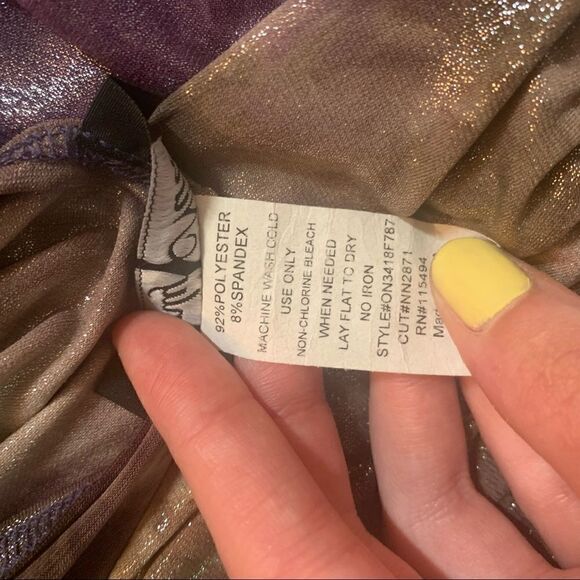 92%POLYESTER
8%SPANDEX
MACHINE WASH COLD
USE ONLY
NON-CHLORINE BLEACH
WHEN NEEDED
LAY FLAT TO DRY
NO IRON
STYLE#ON3418F787
CUT#NN2871
RN#115494